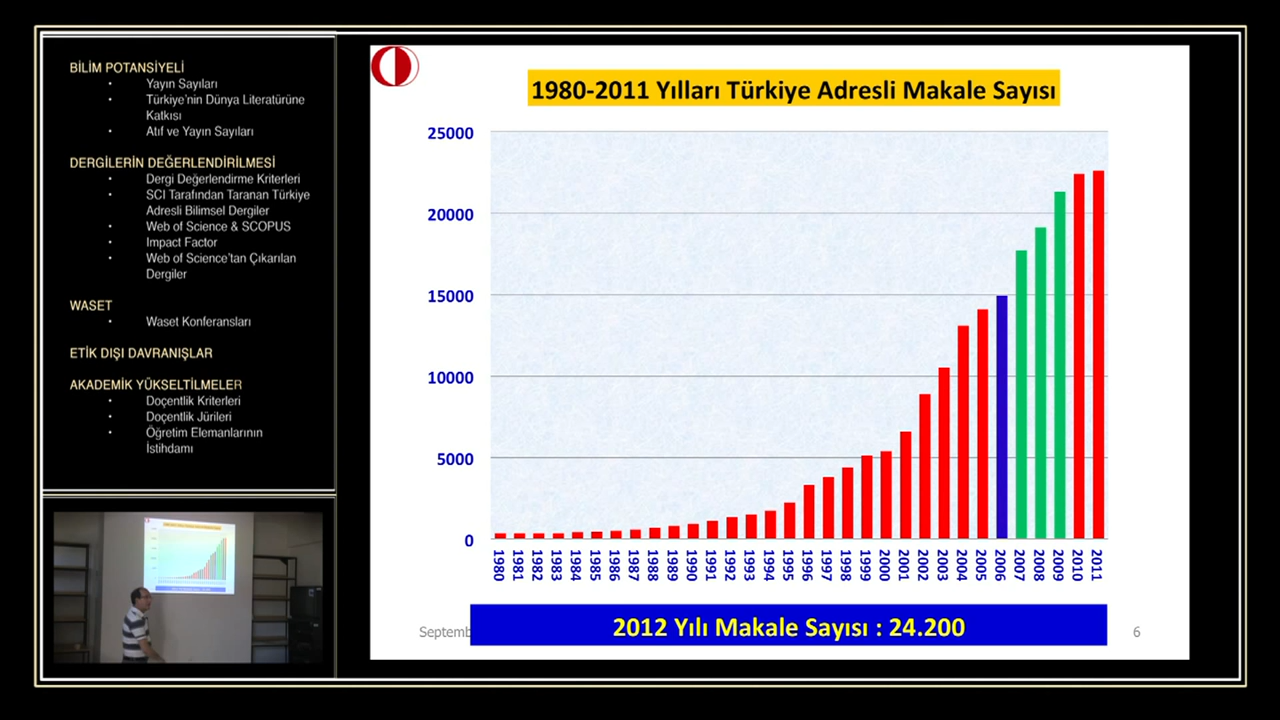 BİLİM POTANSİYELİ
• Yayın Sayıları
• Türkiye'nin Dünya Literatürüne
Katkısı
• Atıf ve Yayın Sayıları
DERGİLERİN DEĞERLENDİRİLMESİ
• Dergi Değerlendirme Kriterleri
• SCI Tarafından Taranan Türkiye
Adresli Bilimsel Dergiler
• Web of Science & SCOPUS
• Impact Factor
• Web of Science'tan Çıkarılan
Dergiler
WASET
• Waset Konferansları
ETİK DIŞI DAVRANIŞLAR
AKADEMİK YÜKSELTİLMELER
• Doçentlik Kriterleri
• Doçentlik Jürileri
• Öğretim Elemanlarının
İstihdamı
1980-2011 Yılları Türkiye Adresli Makale Sayısı
25000
20000
15000
10000
5000
0
1980 1981 1982 1983 1984 1985 1986 1987 1988 1989 1990 1991 1992 1993 1994 1995 1996 1997 1998 1999 2000 2001 2002 2003 2004 2005 2006 2007 2008 2009 2010 2011
Septemb
2012 Yılı Makale Sayısı : 24.200
6